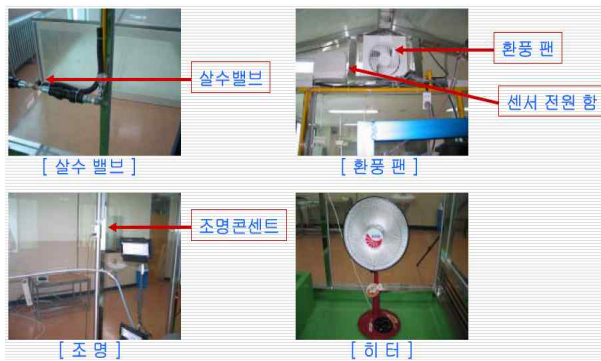 살수밸브
환풍 팬
센서 전원 함
[ 살수 밸브 ]
[ 환풍 팬 ]
조명콘센트
[ 조 명 ]
[ 히 터 ]